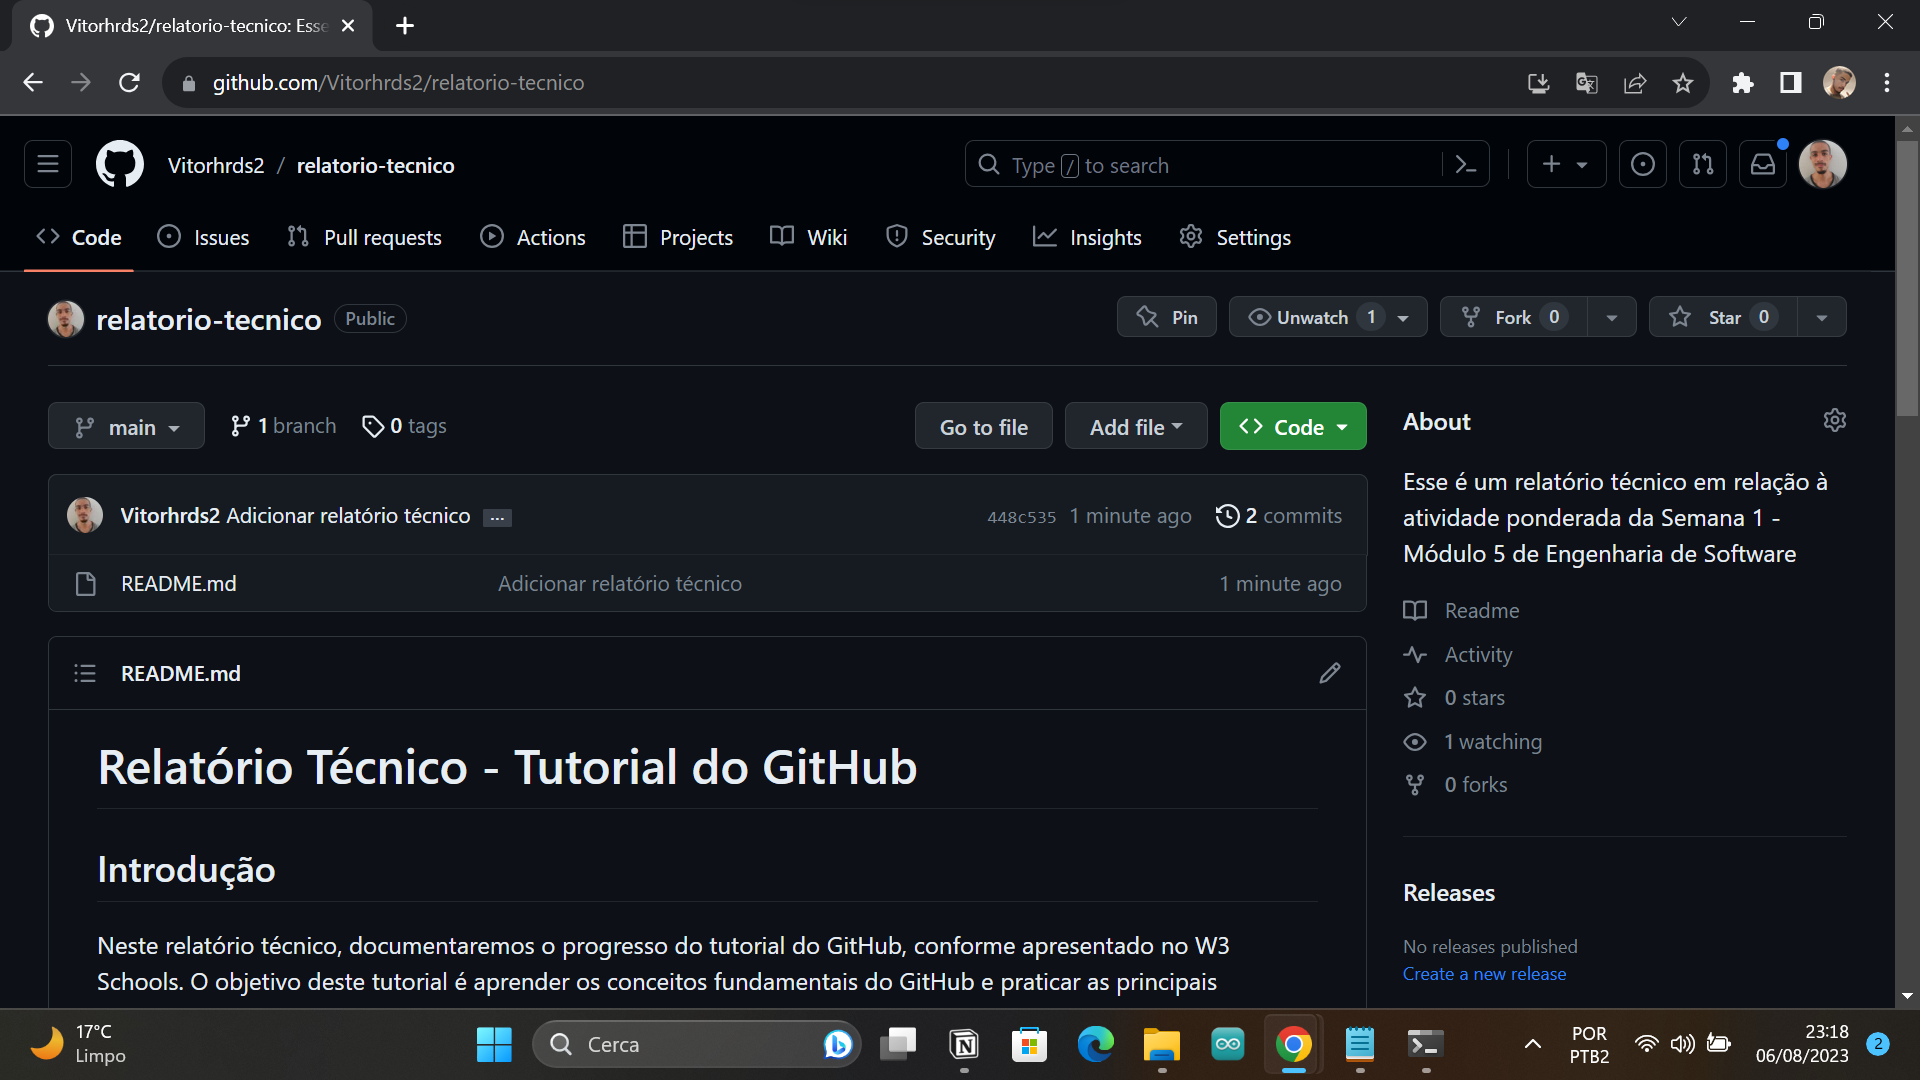 Vitorhrds2/relatorio-tecnico: Esse
github.com/Vitorhrds2/relatorio-tecnico
Vitorhrds2 / relatorio-tecnico
Type / to search
Code Issues Pull requests Actions Projects Wiki Security Insights Settings
relatorio-tecnico Public
Pin Unwatch 1 Fork 0 Star 0
main 1 branch 0 tags Go to file Add file Code
Vitorhrds2 Adicionar relatório técnico ... 448c535 1 minute ago 2 commits
README.md Adicionar relatório técnico 1 minute ago
README.md
Relatório Técnico - Tutorial do GitHub
Introdução
Neste relatório técnico, documentaremos o progresso do tutorial do GitHub, conforme apresentado no W3
Schools. O objetivo deste tutorial é aprender os conceitos fundamentais do GitHub e praticar as principais
About
Esse é um relatório técnico em relação à
atividade ponderada da Semana 1 -
Módulo 5 de Engenharia de Software
Readme
Activity
0 stars
1 watching
0 forks
Releases
No releases published
Create a new release
17°C
Limpo
Cerca
POR
PTB2
23:18
06/08/2023
2